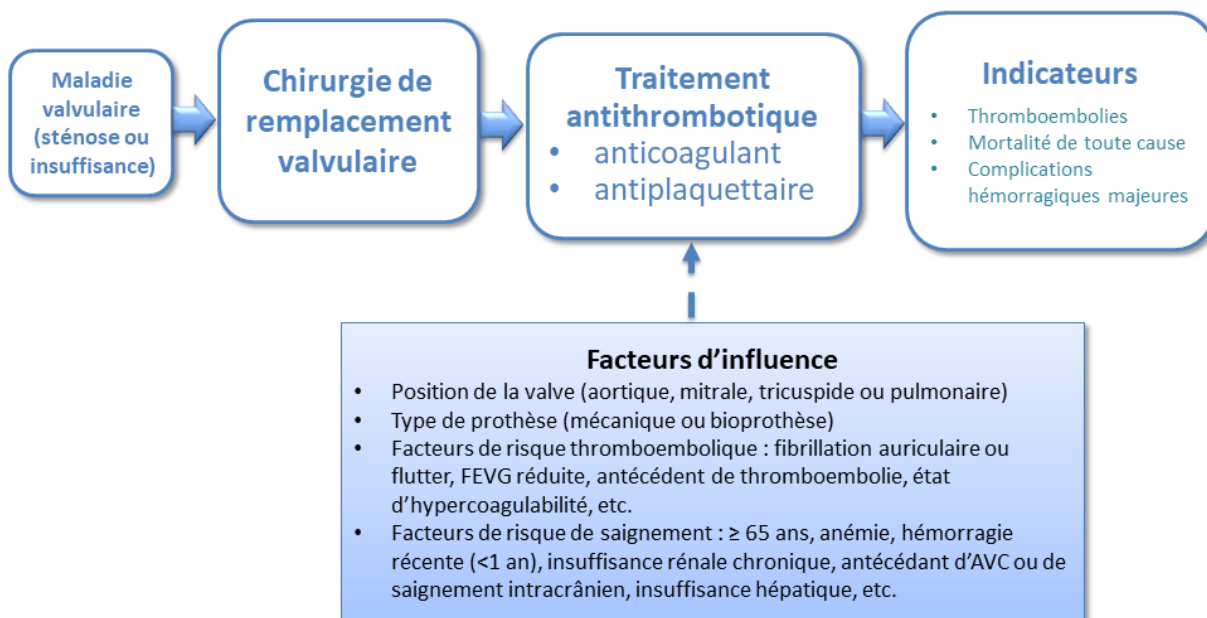 Maladie
valvulaire
(sténose ou
insuffisance)
Chirurgie de
remplacement
valvulaire
Traitement
antithrombotique
• anticoagulant
• antiplaquettaire
Indicateurs
• Thromboembolies
• Mortalité de toute cause
• Complications
hémorragiques majeures
Facteurs d’influence
• Position de la valve (aortique, mitrale, tricuspide ou pulmonaire)
• Type de prothèse (mécanique ou bioprothèse)
• Facteurs de risque thromboembolique : fibrillation auriculaire ou
flutter, FEVG réduite, antécédent de thromboembolie, état
d’hypercoagulabilité, etc.
• Facteurs de risque de saignement : ≥ 65 ans, anémie, hémorragie
récente (<1 an), insuffisance rénale chronique, antécédant d’AVC ou de
saignement intracrânien, insuffisance hépatique, etc.